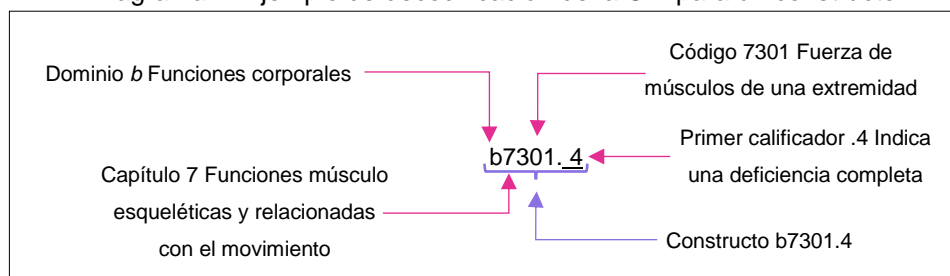 Dominio b Funciones corporales
Código 7301 Fuerza de
músculos de una extremidad
b7301. 4
Primer calificador .4 Indica
una deficiencia completa
Capítulo 7 Funciones músculo
esqueléticas y relacionadas
con el movimiento
Constructo b7301.4